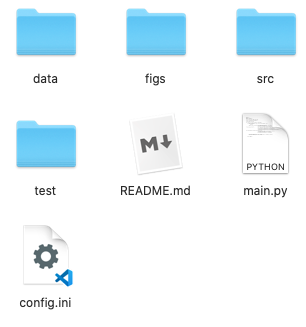 data
figs
src
test
M
README.md
PYTHON
main.py
config.ini